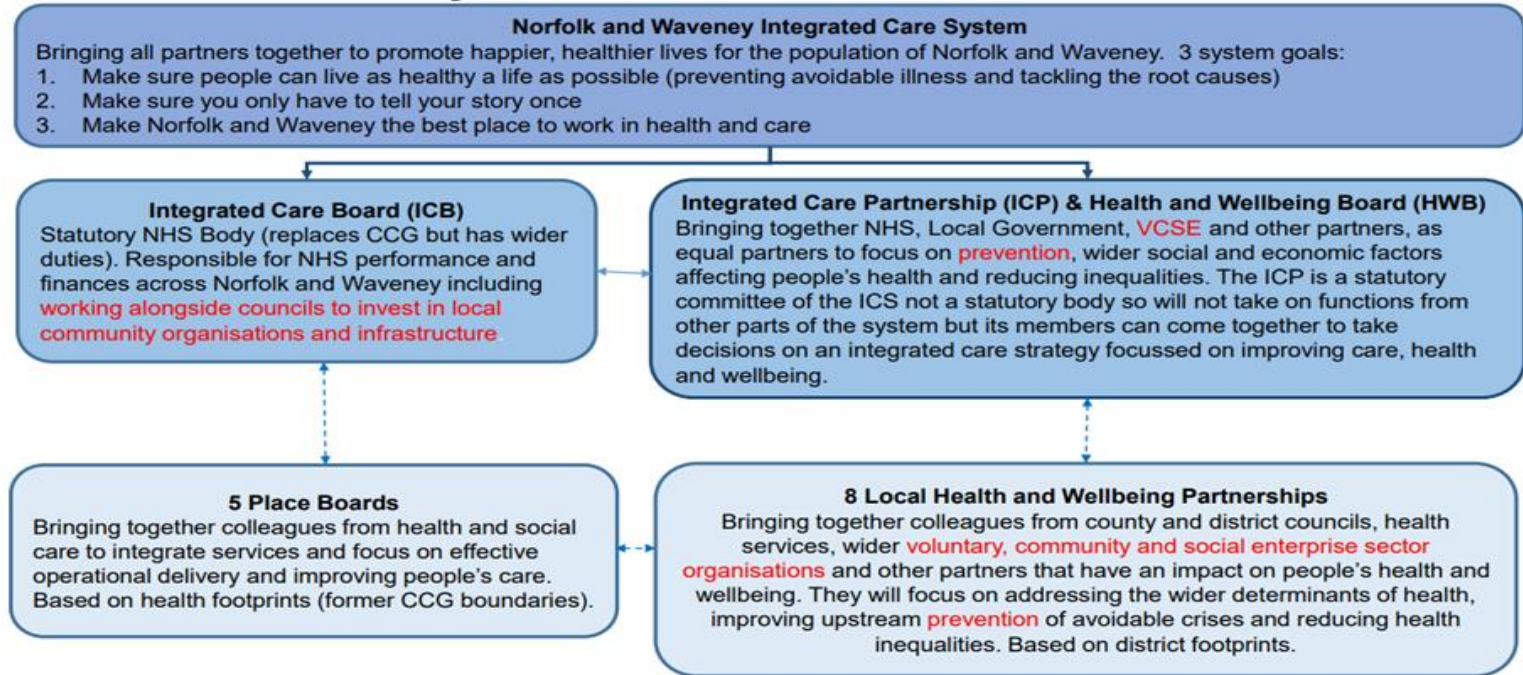 Norfolk and Waveney Integrated Care System
Bringing all partners together to promote happier, healthier lives for the population of Norfolk and Waveney. 3 system goals:
1. Make sure people can live as healthy a life as possible (preventing avoidable illness and tackling the root causes)
2. Make sure you only have to tell your story once
3. Make Norfolk and Waveney the best place to work in health and care
Integrated Care Board (ICB)
Statutory NHS Body (replaces CCG but has wider
duties). Responsible for NHS performance and
finances across Norfolk and Waveney including
working alongside councils to invest in local
community organisations and infrastructure.
Integrated Care Partnership (ICP) & Health and Wellbeing Board (HWB)
Bringing together NHS, Local Government, VCSE and other partners, as
equal partners to focus on prevention, wider social and economic factors
affecting people's health and reducing inequalities. The ICP is a statutory
committee of the ICS not a statutory body so will not take on functions from
other parts of the system but its members can come together to take
decisions on an integrated care strategy focussed on improving care, health
and wellbeing.
5 Place Boards
Bringing together colleagues from health and social
care to integrate services and focus on effective
operational delivery and improving people's care.
Based on health footprints (former CCG boundaries).
8 Local Health and Wellbeing Partnerships
Bringing together colleagues from county and district councils, health
services, wider voluntary, community and social enterprise sector
organisations and other partners that have an impact on people's health and
wellbeing. They will focus on addressing the wider determinants of health,
improving upstream prevention of avoidable crises and reducing health
inequalities. Based on district footprints.